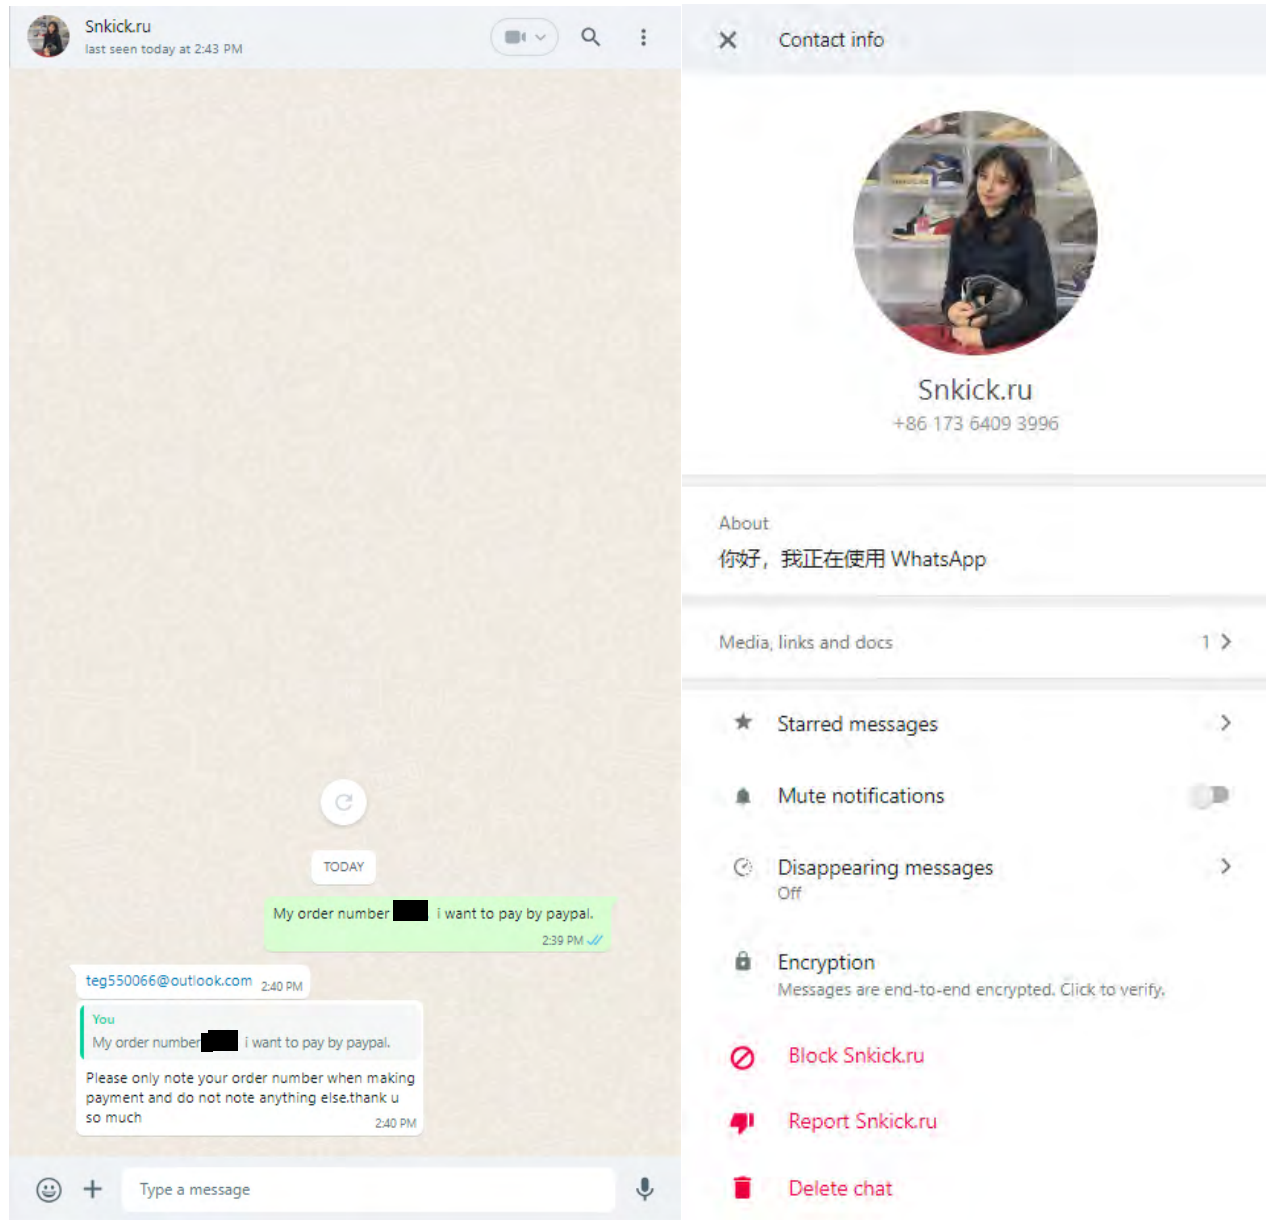 Snkick.ru
last seen today at 2:43 PM
TODAY
My order number i want to pay by paypal.
2:39 PM
teg550066@outlook.com 2:40 PM
You
My order number i want to pay by paypal.
Please only note your order number when making
payment and do not note anything else.thank u
so much
2:40 PM
Type a message
Contact info
Snkick.ru
+86 173 6409 3996
About
你好，我正在使用 WhatsApp
Media, links and docs 1
Starred messages
Mute notifications
Disappearing messages
Off
Encryption
Messages are end-to-end encrypted. Click to verify.
Block Snkick.ru
Report Snkick.ru
Delete chat